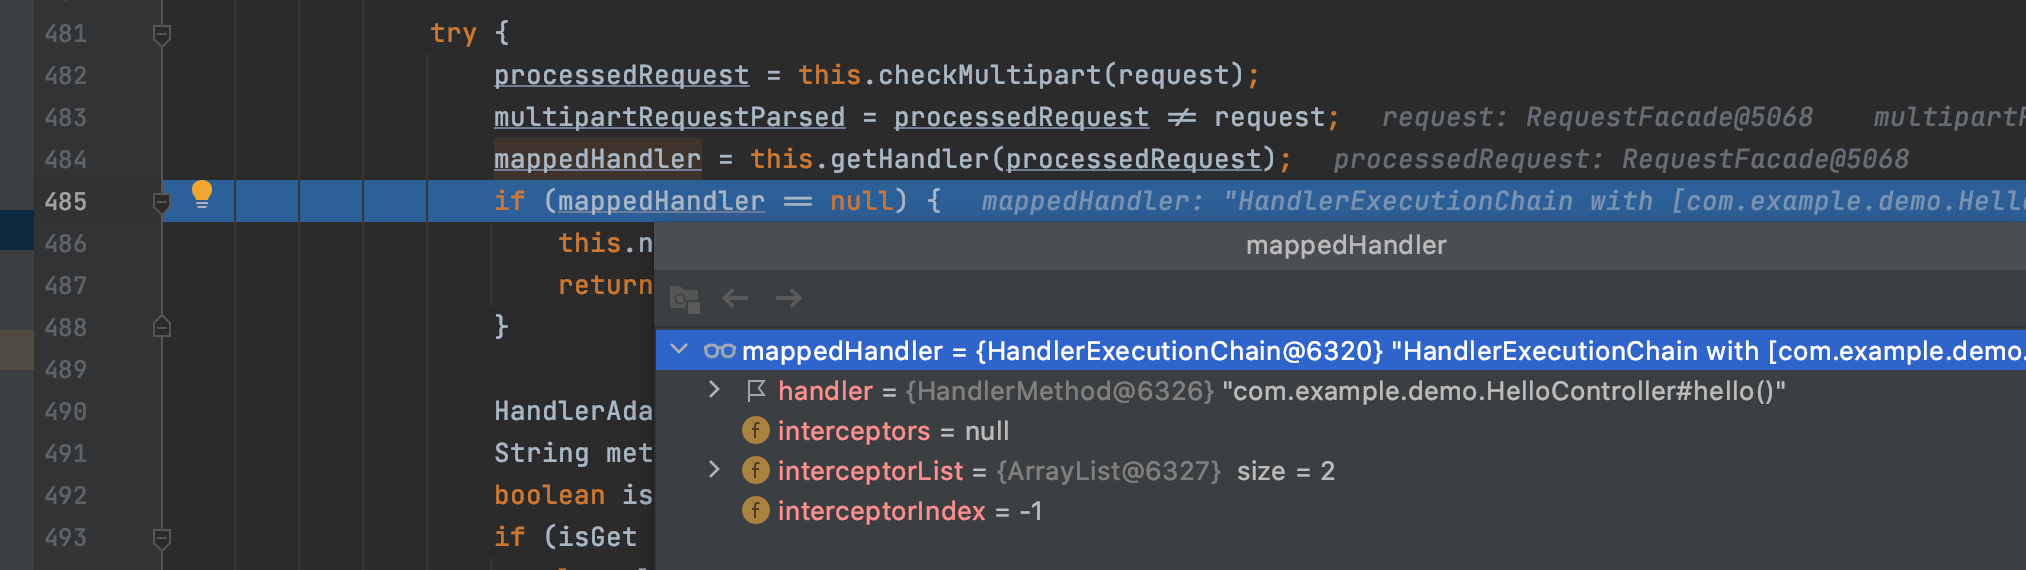 481 try {
482 processedRequest = this.checkMultipart(request);
483 multipartRequestParsed = processedRequest != request; request: RequestFacade@5068 multipart
484 mappedHandler = this.getHandler(processedRequest); processedRequest: RequestFacade@5068
485 if (mappedHandler == null) { mappedHandler: "HandlerExecutionChain with [com.example.demo.Hell
486 this.n
mappedHandler
487 return
488 }
mappedHandler = {HandlerExecutionChain@6320} "HandlerExecutionChain with [com.example.demo.
489
handler = {HandlerMethod@6326} "com.example.demo.HelloController#hello()"
490 HandlerAda
f interceptors = null
491 String met
f interceptorList = {ArrayList@6327} size = 2
492 boolean is
f interceptorIndex = -1
493 if (isGet